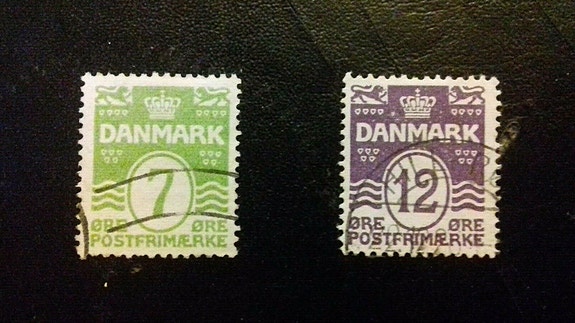 DANMARK
7
ØRE ØRE
POSTFRIMÆRKE
DANMARK
12
ØRE ØRE
POSTFRIMÆRKE